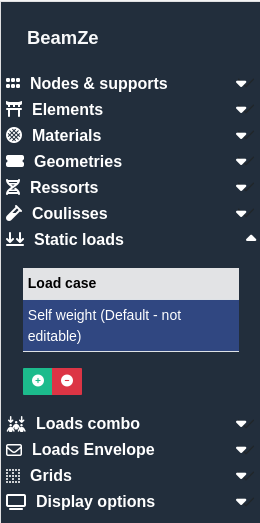 BeamZe
Nodes & supports
Elements
Materials
Geometries
Ressorts
Coulisses
Static loads
Load case
Self weight (Default - not
editable)
Loads combo
Loads Envelope
Grids
Display options